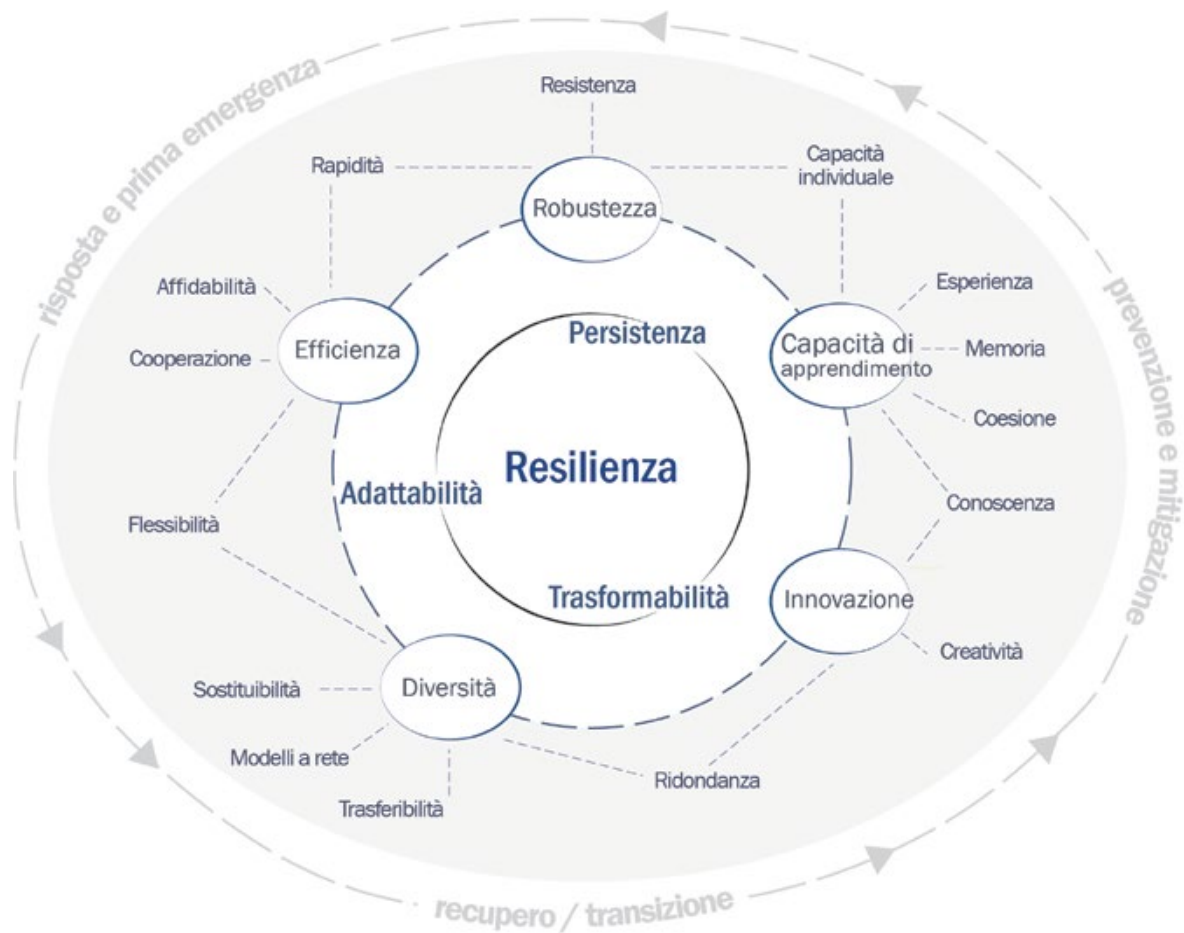 risposta e prima emergenza
Resistenza
Rapidità
Capacità
individuale
Robustezza
Affidabilità
Esperienza
Efficienza
Persistenza
Capacità di
apprendimento
Memoria
Cooperazione
Coesione
prevenzione e mitigazione
Resilienza
Adattabilità
Conoscenza
Flessibilità
Trasformabilità
Innovazione
Creatività
Sostituibilità
Diversità
Modelli a rete
Ridondanza
Trasferibilità
recupero / transizione